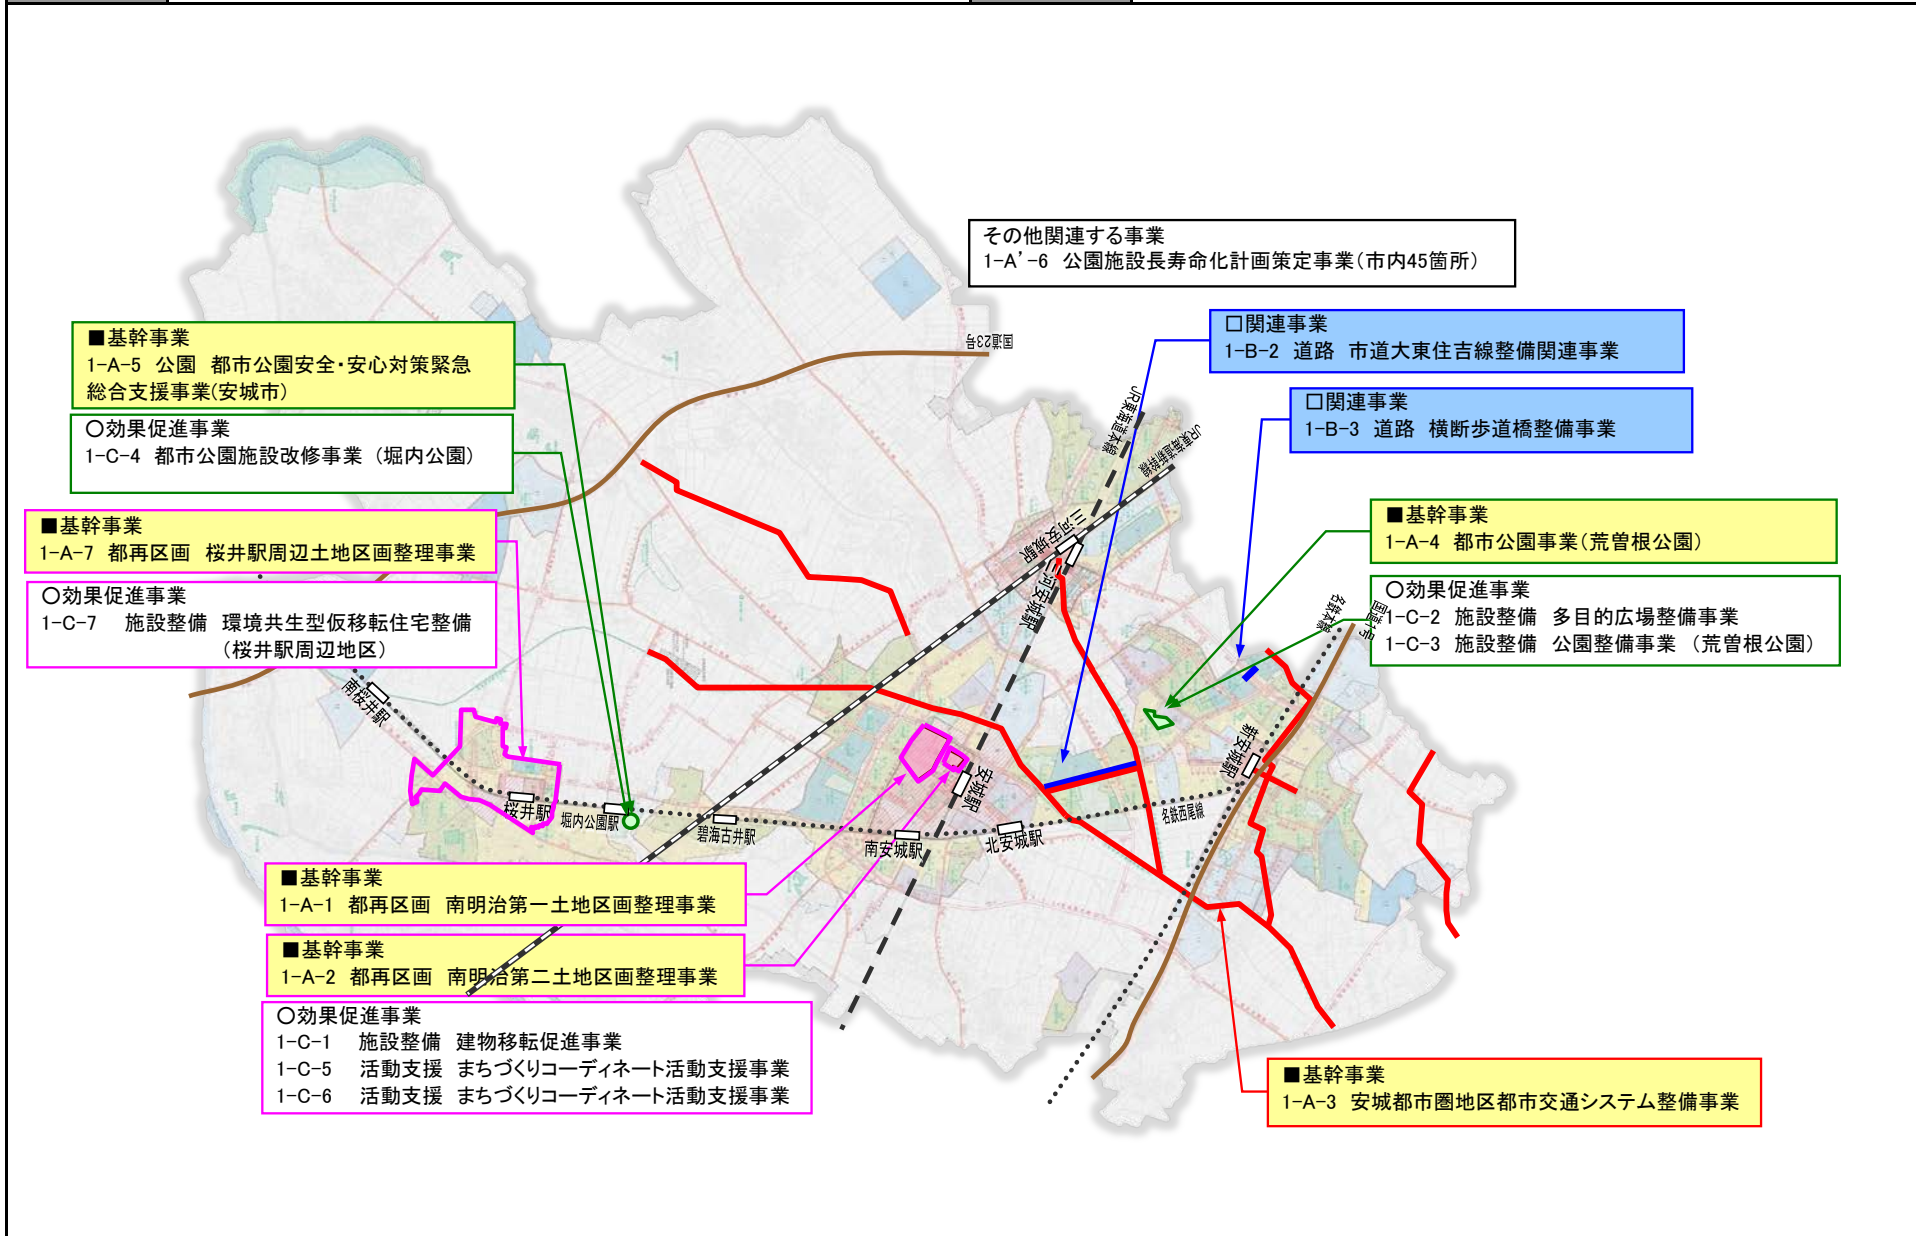 その他関連する事業
1-A’-6 公園施設長寿命化計画策定事業(市内45箇所)
国道23号
□関連事業
1-B-2 道路 市道大東住吉線整備関連事業
■基幹事業
1-A-5 公園 都市公園安全・安心対策緊急
総合支援事業(安城市)
□関連事業
1-B-3 道路 横断歩道橋整備事業
JR東海道本線
JR東海道新幹線
○効果促進事業
1-C-4 都市公園施設改修事業 (堀内公園)
■基幹事業
1-A-4 都市公園事業(荒曽根公園)
■基幹事業
1-A-7 都再区画 桜井駅周辺土地区画整理事業
三河安城駅
三河安城駅
○効果促進事業
1-C-2 施設整備 多目的広場整備事業
1-C-3 施設整備 公園整備事業 (荒曽根公園)
名鉄本線
国道1号
○効果促進事業
1-C-7 施設整備 環境共生型仮移転住宅整備
(桜井駅周辺地区)
南桜井駅
新安城駅
安城駅
桜井駅
堀内公園駅
碧海古井駅
南安城駅
北安城駅
名鉄西尾線
■基幹事業
1-A-1 都再区画 南明治第一土地区画整理事業
■基幹事業
1-A-2 都再区画 南明治第二土地区画整理事業
○効果促進事業
1-C-1 施設整備 建物移転促進事業
1-C-5 活動支援 まちづくりコーディネート活動支援事業
1-C-6 活動支援 まちづくりコーディネート活動支援事業
■基幹事業
1-A-3 安城都市圏地区都市交通システム整備事業